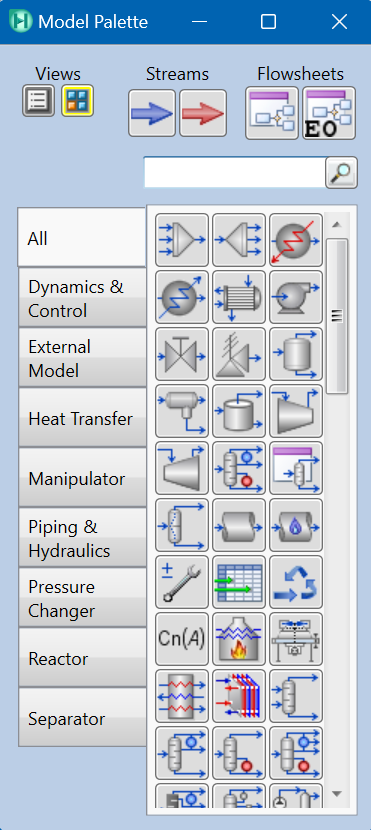 Model Palette
Views
Streams
Flowsheets
EO
All
Dynamics &
Control
External
Model
Heat Transfer
Manipulator
Piping &
Hydraulics
Pressure
Changer
Reactor
Separator
Cn(A)